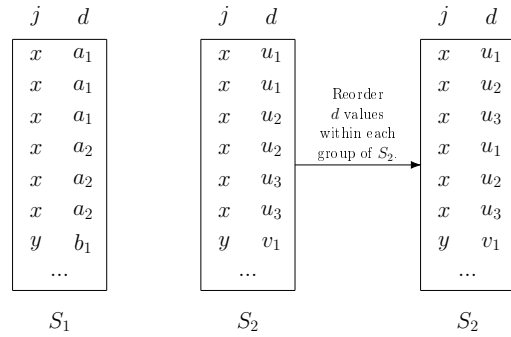 j d j d j d
x a₁ x u₁ x u₁
x a₁ x u₁ x u₂
x a₁ x u₂ Reorder x u₃
d values
x a₂ x u₂ within each x u₁
group of S₂.
x a₂ x u₃ x u₂
x a₂ x u₃ x u₃
y b₁ y v₁ y v₁
... ... ...
S₁ S₂ S₂